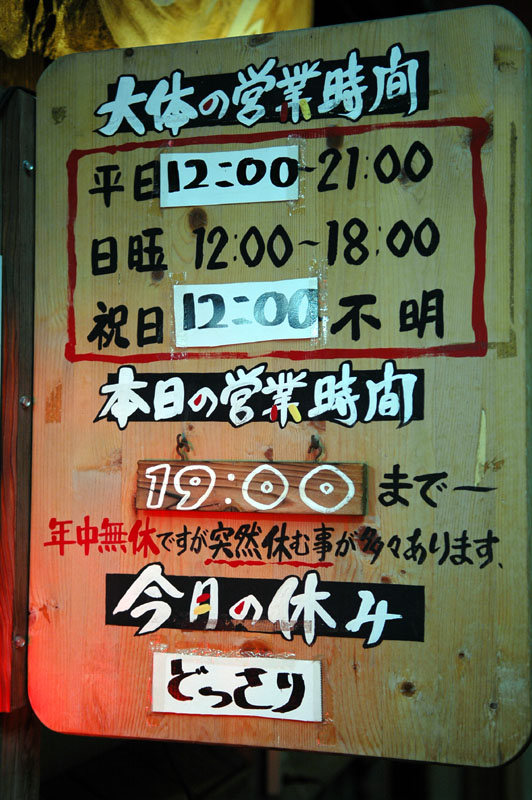 大体の営業時間
平日 12:00~21:00
日旺 12:00~18:00
祝日 12:00 不明
本日の営業時間
19:00 まで一
年中無休ですが突然休む事が多々あります、
今月の休み
どっさり